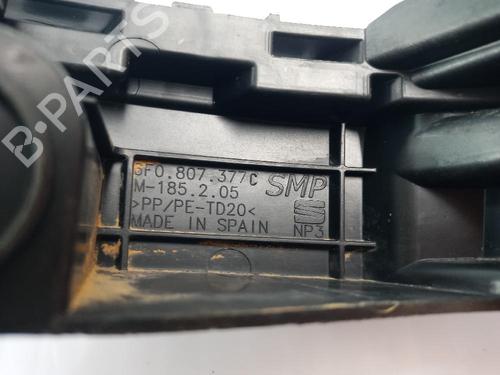 6F0.807.377C SMP
M-185.2.05
>PP/PE-TD20<
MADE IN SPAIN NP3
B-PARTS